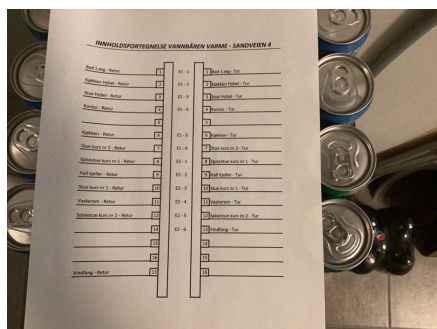 INNHOLDSFORTEGNELSE VANNBÅREN VARME - SANDVEIEN 4
Bad 1.etg - Retur 1 E1 - 1 1 Bad 1.etg - Tur
Kjøkken Hybel - Retur 2 E1 - 2 2 Kjøkken Hybel - Tur
Stue Hybel - Retur 3 E1 - 3 3 Stue Hybel - Tur
Kontor - Retur 4 E1 - 4 4 Kontor - Tur
5 5
Kjøkken - Retur 6 E1 - 5 6 Kjøkken - Tur
Stue kurs nr 2 - Retur 7 E1 - 6 7 Stue kurs nr 2 - Tur
Spisestue kurs nr 1 - Retur 8 E2 - 1 8 Spisestue kurs nr 1 - Tur
Hall kjeller - Retur 9 E2 - 2 9 Hall kjeller - Tur
Stue kurs nr 1 - Retur 10 E2 - 3 10 Stue kurs nr 1 - Tur
Vaskerom - Retur 11 E2 - 4 11 Vaskerom - Tur
Spisestue kurs nr 2 - Retur 12 E2 - 5 12 Spisestue kurs nr 2 - Tur
14 E2 - 6 13 Vindfang - Tur
14
15
Vindfang - Retur 16